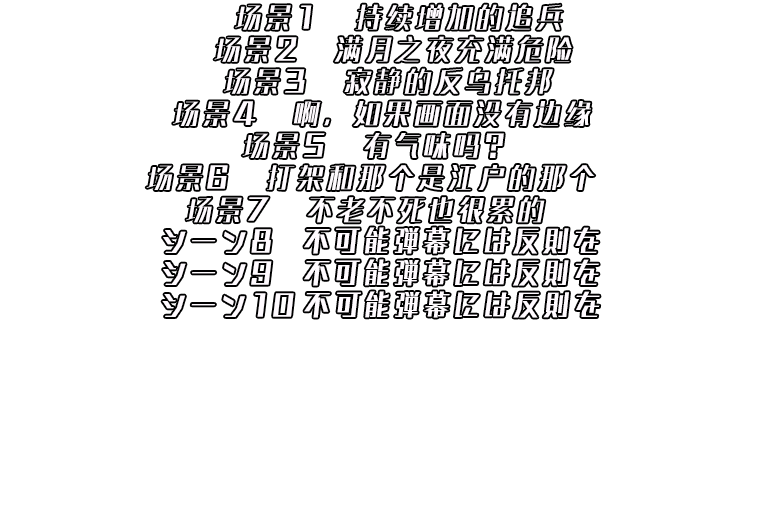 场景1 持续增加的追兵
场景2 满月之夜充满危险
场景3 寂静的反乌托邦
场景4 啊，如果画面没有边缘
场景5 有气味吗？
场景6 打架和那个是江户的那个
场景7 不老不死也很累的
シーン8 不可能弾幕には反則を
シーン9 不可能弾幕には反則を
シーン10 不可能弾幕には反則を